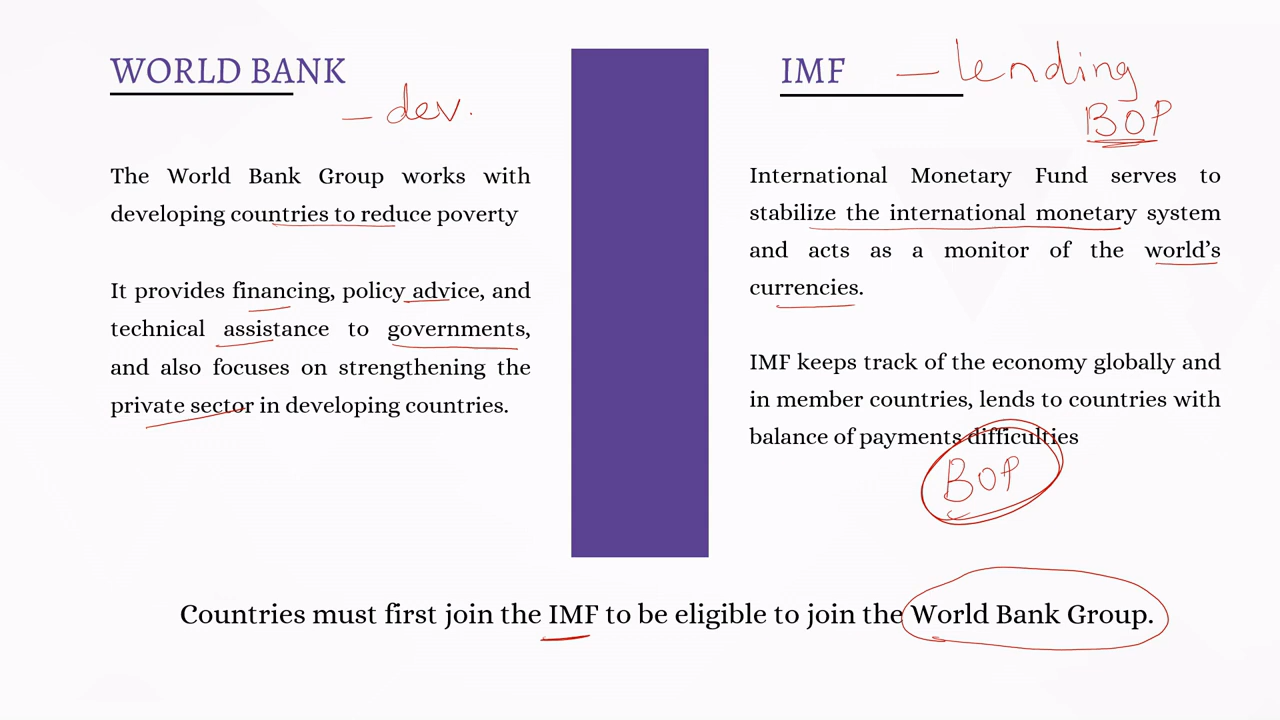 WORLD BANK
– dev.
The World Bank Group works with
developing countries to reduce poverty
It provides financing, policy advice, and
technical assistance to governments,
and also focuses on strengthening the
private sector in developing countries.
IMF – lending
BOP
International Monetary Fund serves to
stabilize the international monetary system
and acts as a monitor of the world’s
currencies.
IMF keeps track of the economy globally and
in member countries, lends to countries with
balance of payments difficulties
BOP
Countries must first join the IMF to be eligible to join the World Bank Group.